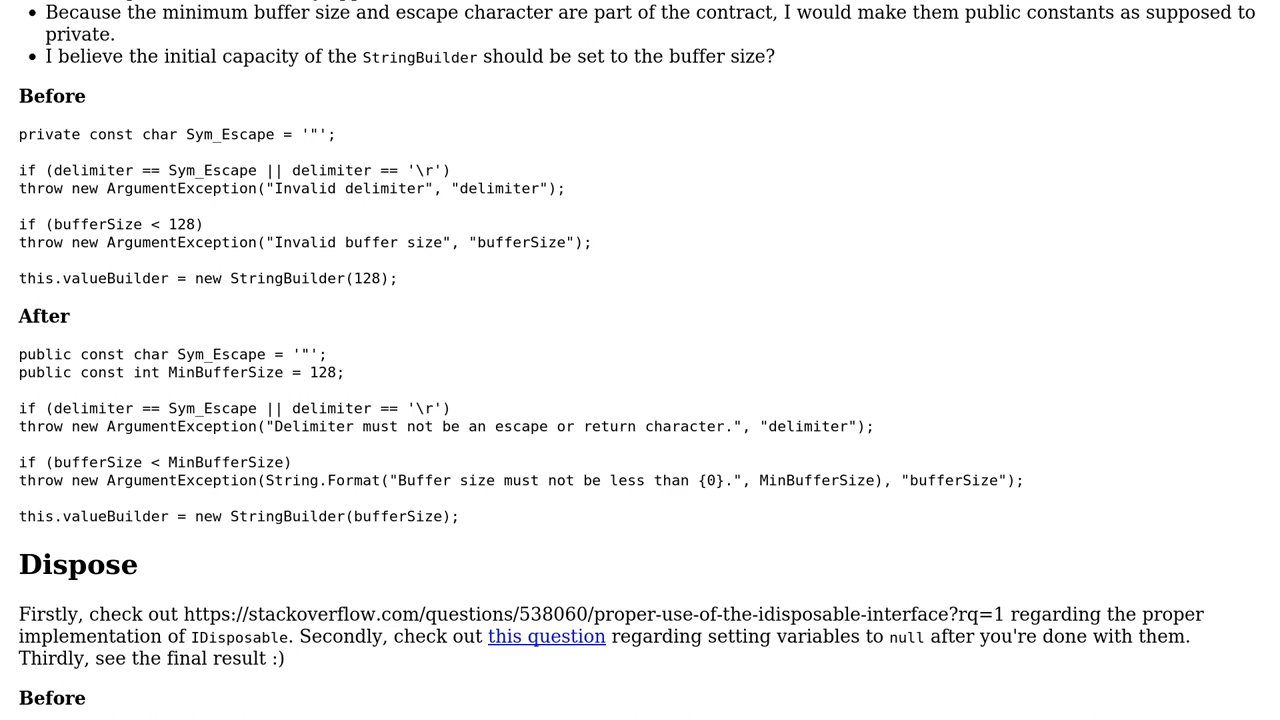 • Because the minimum buffer size and escape character are part of the contract, I would make them public constants as supposed to
private.
• I believe the initial capacity of the StringBuilder should be set to the buffer size?
Before
private const char Sym_Escape = '"';
if (delimiter == Sym_Escape || delimiter == '\r')
throw new ArgumentException("Invalid delimiter", "delimiter");
if (bufferSize < 128)
throw new ArgumentException("Invalid buffer size", "bufferSize");
this.valueBuilder = new StringBuilder(128);
After
public const char Sym_Escape = '"';
public const int MinBufferSize = 128;
if (delimiter == Sym_Escape || delimiter == '\r')
throw new ArgumentException("Delimiter must not be an escape or return character.", "delimiter");
if (bufferSize < MinBufferSize)
throw new ArgumentException(String.Format("Buffer size must not be less than {0}.", MinBufferSize), "bufferSize");
this.valueBuilder = new StringBuilder(bufferSize);
Dispose
Firstly, check out https://stackoverflow.com/questions/538060/proper-use-of-the-idisposable-interface?rq=1 regarding the proper
implementation of IDisposable. Secondly, check out this question regarding setting variables to null after you're done with them.
Thirdly, see the final result :)
Before